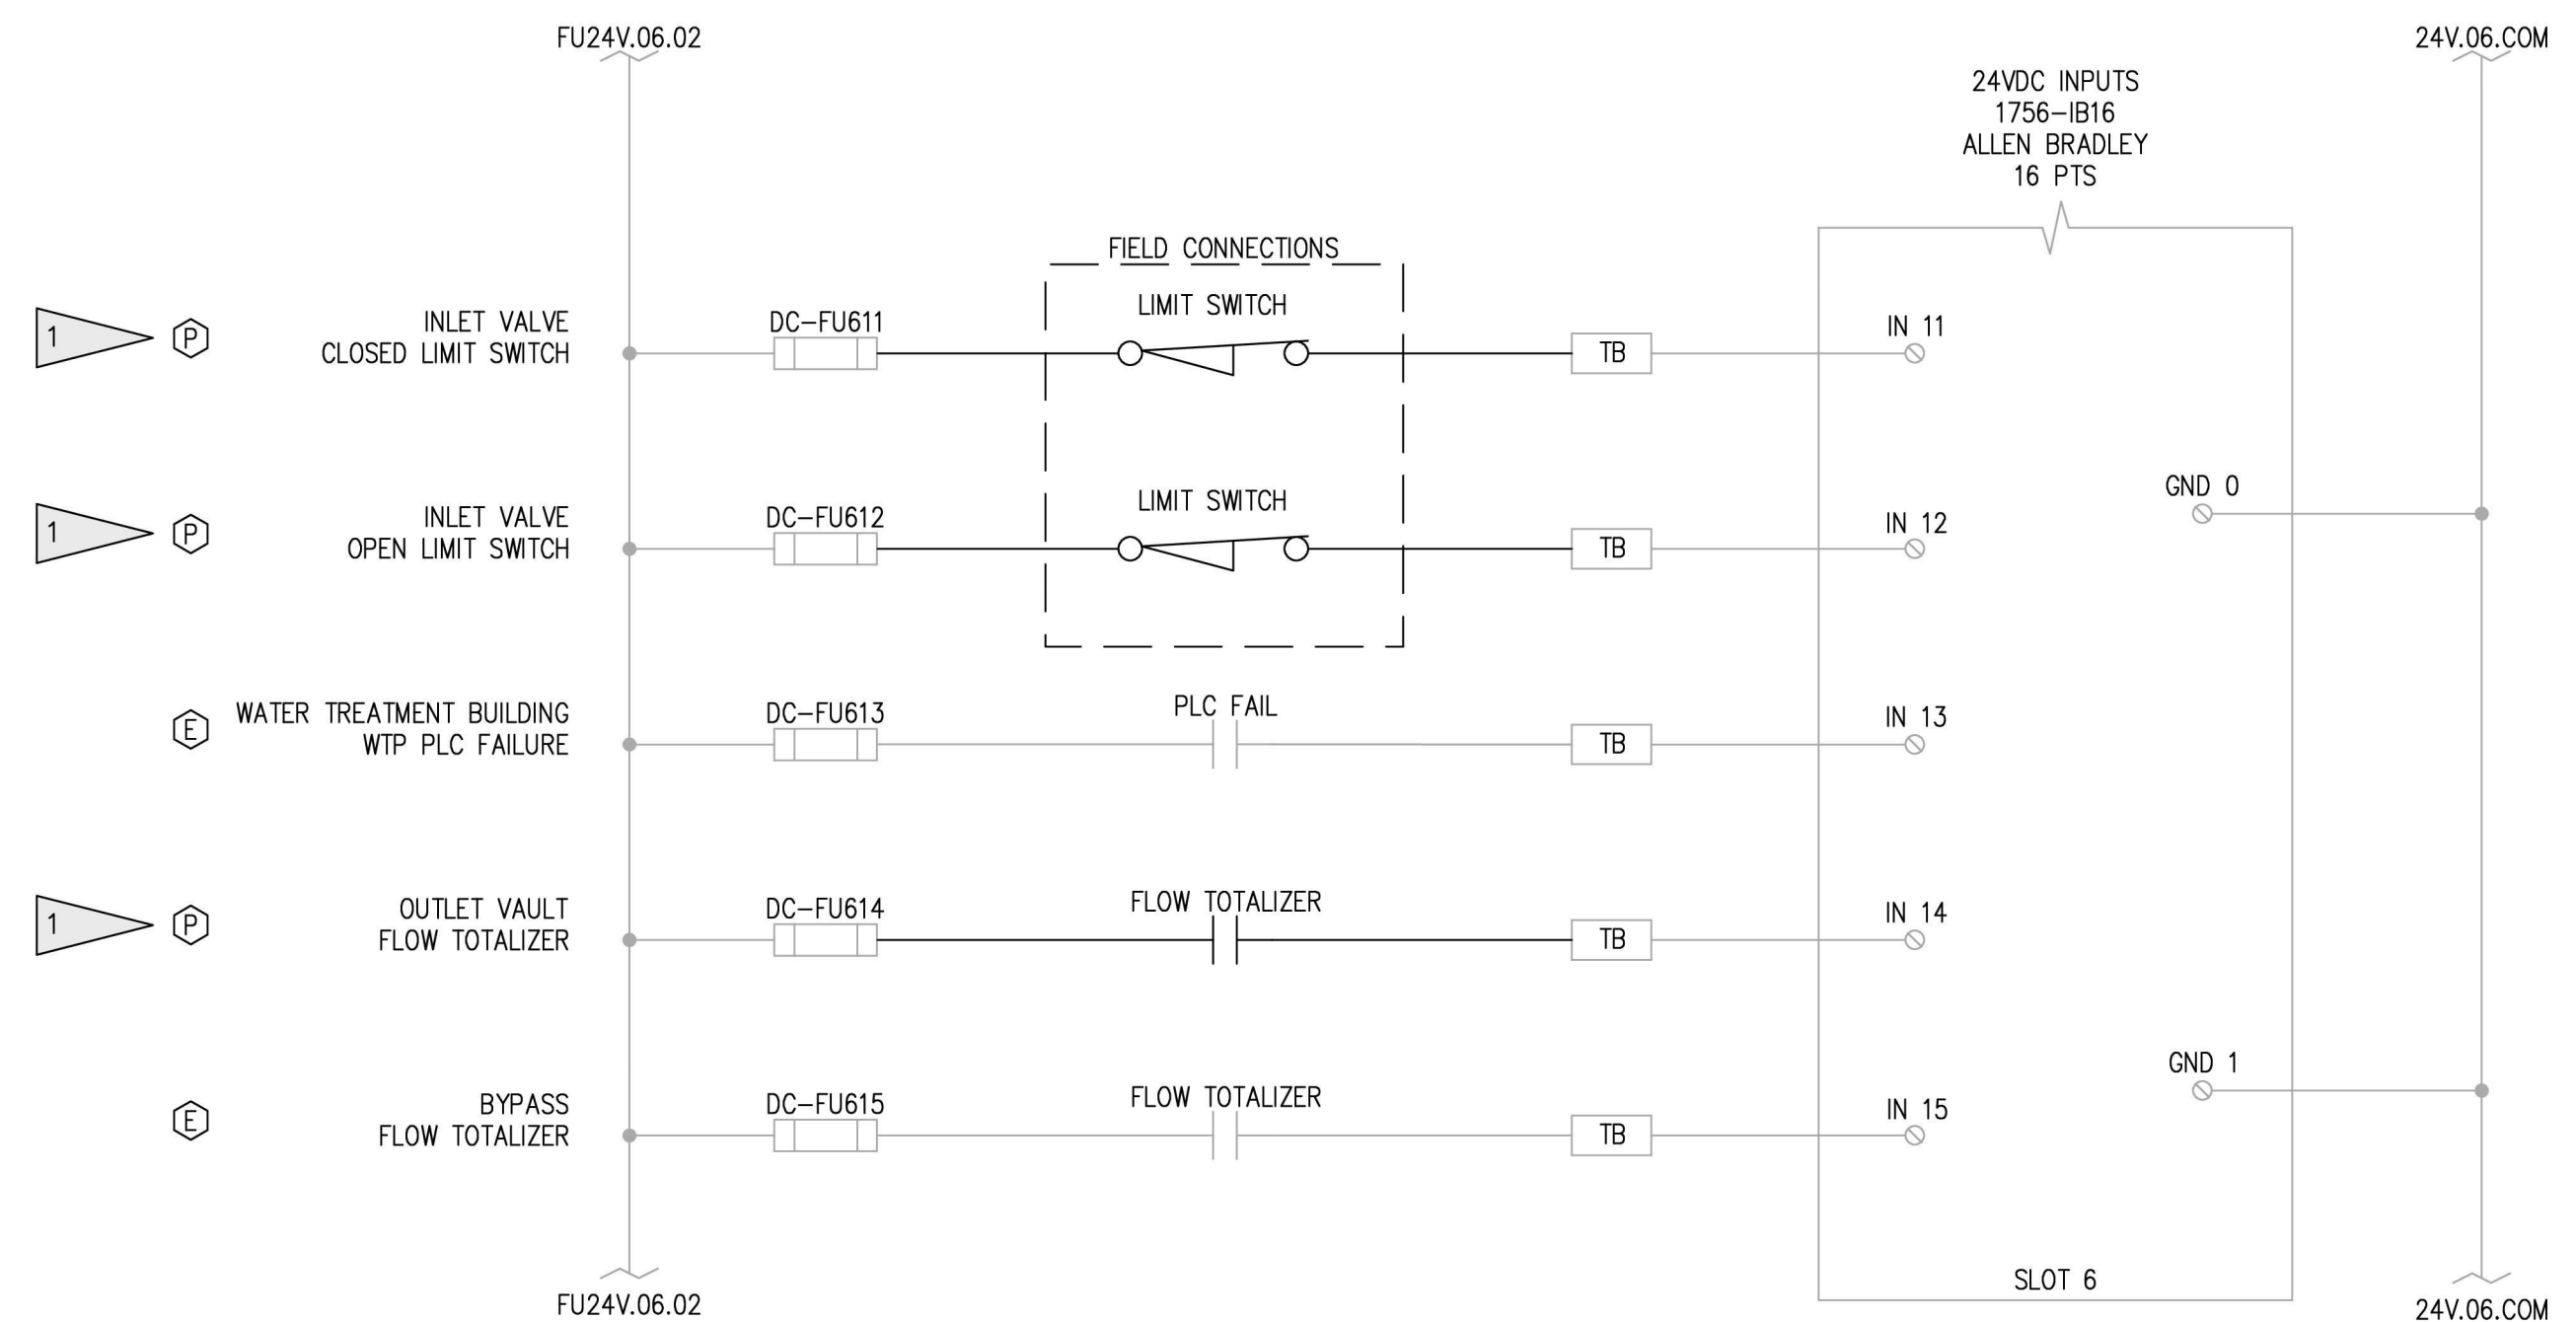 FU24V.06.02
24V.06.COM
24VDC INPUTS
1756-IB16
ALLEN BRADLEY
16 PTS
FIELD CONNECTIONS
1
P
INLET VALVE
CLOSED LIMIT SWITCH
DC-FU611
LIMIT SWITCH
TB
IN 11
1
P
INLET VALVE
OPEN LIMIT SWITCH
DC-FU612
LIMIT SWITCH
TB
IN 12
GND 0
E
WATER TREATMENT BUILDING
WTP PLC FAILURE
DC-FU613
PLC FAIL
TB
IN 13
1
P
OUTLET VAULT
FLOW TOTALIZER
DC-FU614
FLOW TOTALIZER
TB
IN 14
GND 1
E
BYPASS
FLOW TOTALIZER
DC-FU615
FLOW TOTALIZER
TB
IN 15
SLOT 6
FU24V.06.02
24V.06.COM